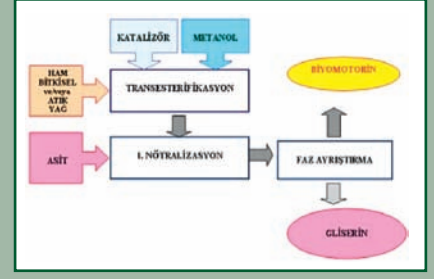 KATALİZÖR
METANOL
HAM
BİTKİSEL
ve/veya
ATIK
YAĞ
TRANSESTERİFİKASYON
BİYOMOTORİN
ASİT
1. NÖTRALİZASYON
FAZ AYRIŞTIRMA
GLİSERİN